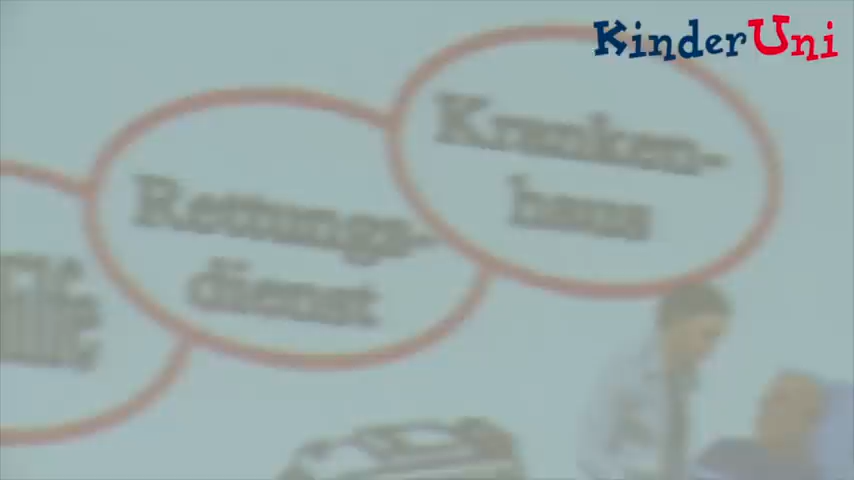 KinderUni
Kranken-
haus
Rettungs-
dienst